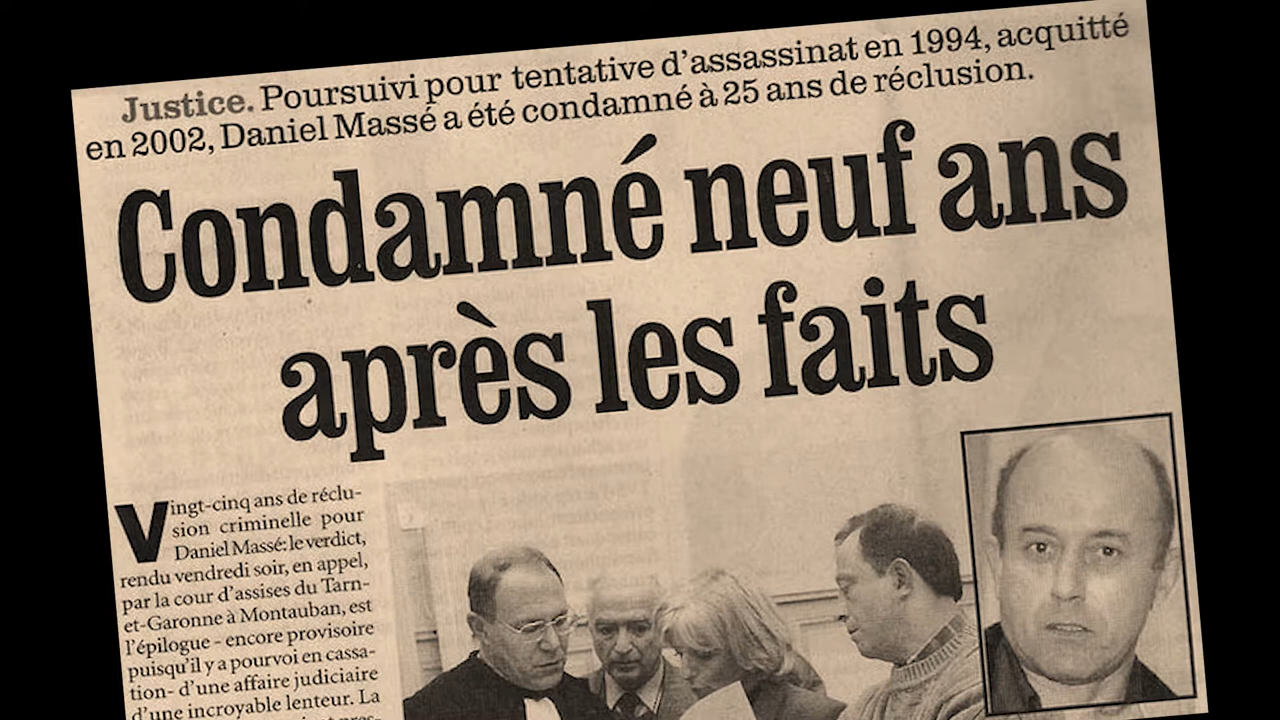 Justice. Poursuivi pour tentative d'assassinat en 1994, acquitté
en 2002, Daniel Massé a été condamné à 25 ans de réclusion.
Condamné neuf ans
après les faits
Vingt-cinq ans de réclu-
sion criminelle pour
Daniel Massé: le verdict,
rendu vendredi soir, en appel,
par la cour d'assises du Tarn-
et-Garonne à Montauban, est
l'épilogue - encore provisoire
puisqu'il y a pourvoi en cassa-
tion- d'une affaire judiciaire
d'une incroyable lenteur. La